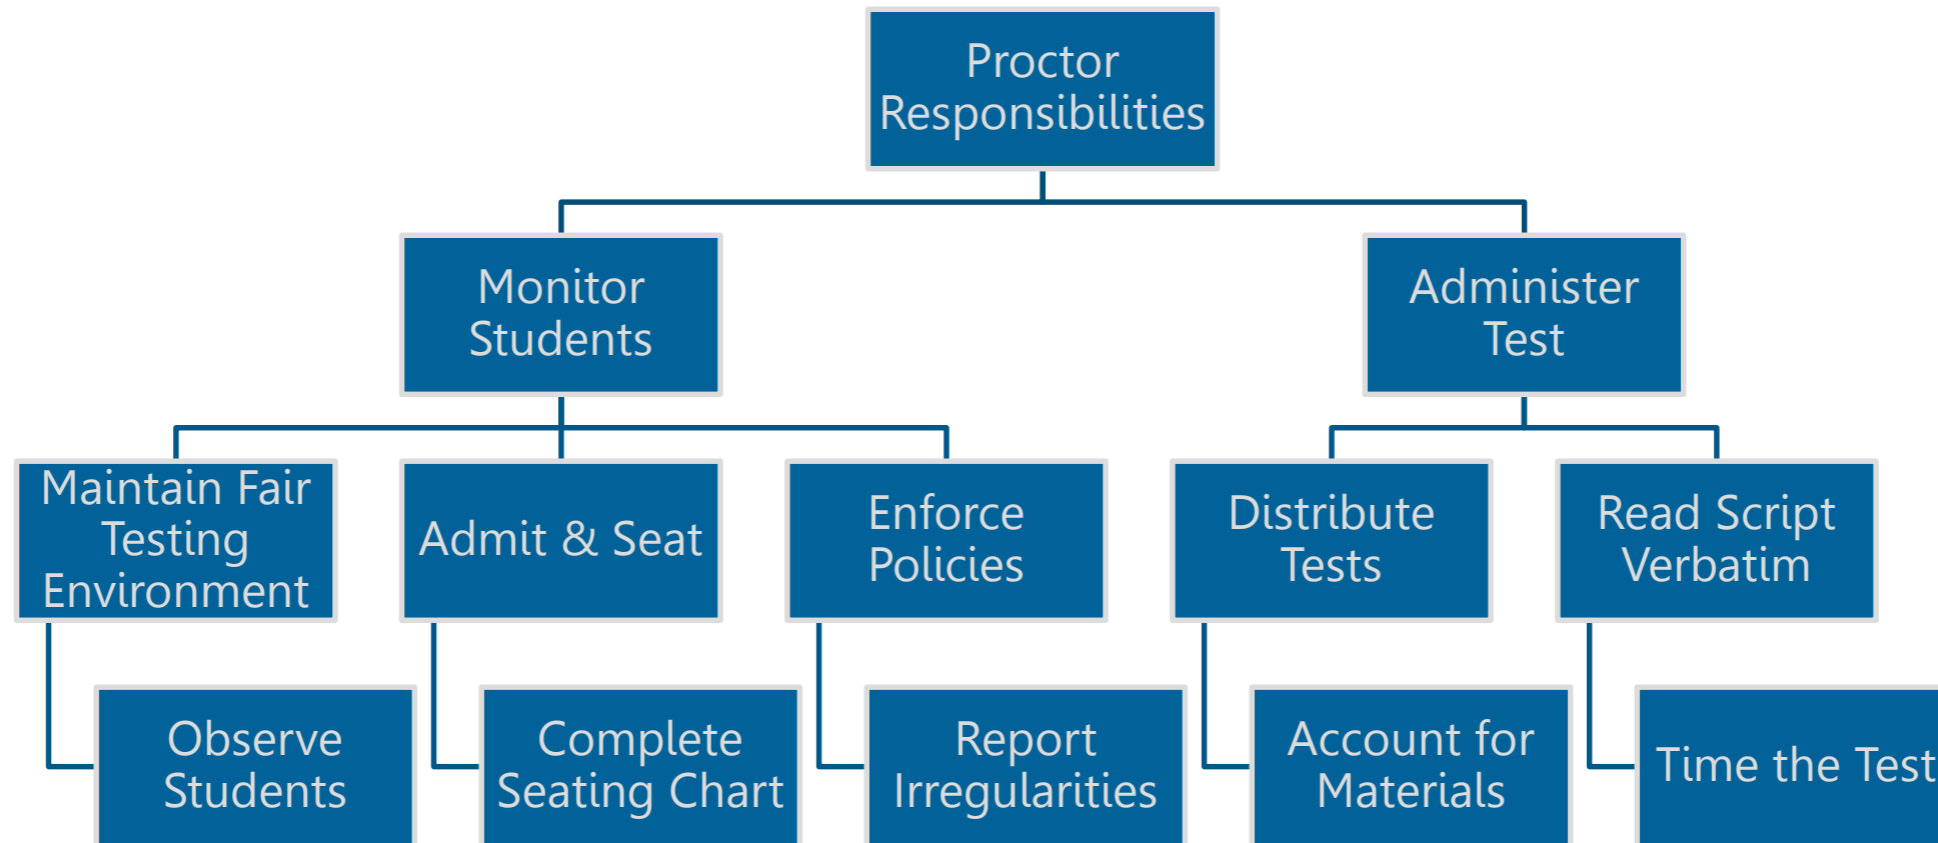 Proctor
Responsibilities
Monitor
Students
Administer
Test
Maintain Fair
Testing
Environment
Admit & Seat
Enforce
Policies
Distribute
Tests
Read Script
Verbatim
Observe
Students
Complete
Seating Chart
Report
Irregularities
Account for
Materials
Time the Test